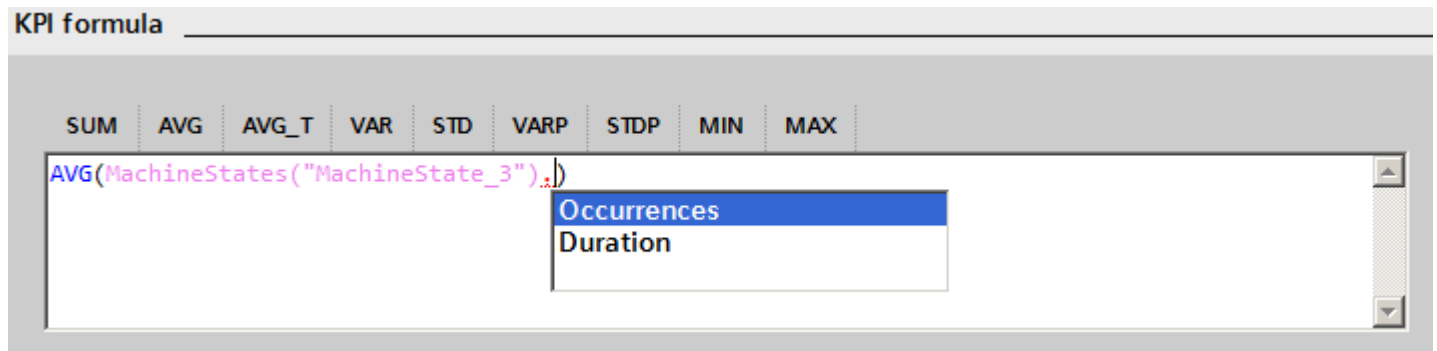 KPI formula
SUM AVG AVG_T VAR STD VARP STDP MIN MAX
AVG(MachineStates("MachineState_3").)
Occurrences
Duration